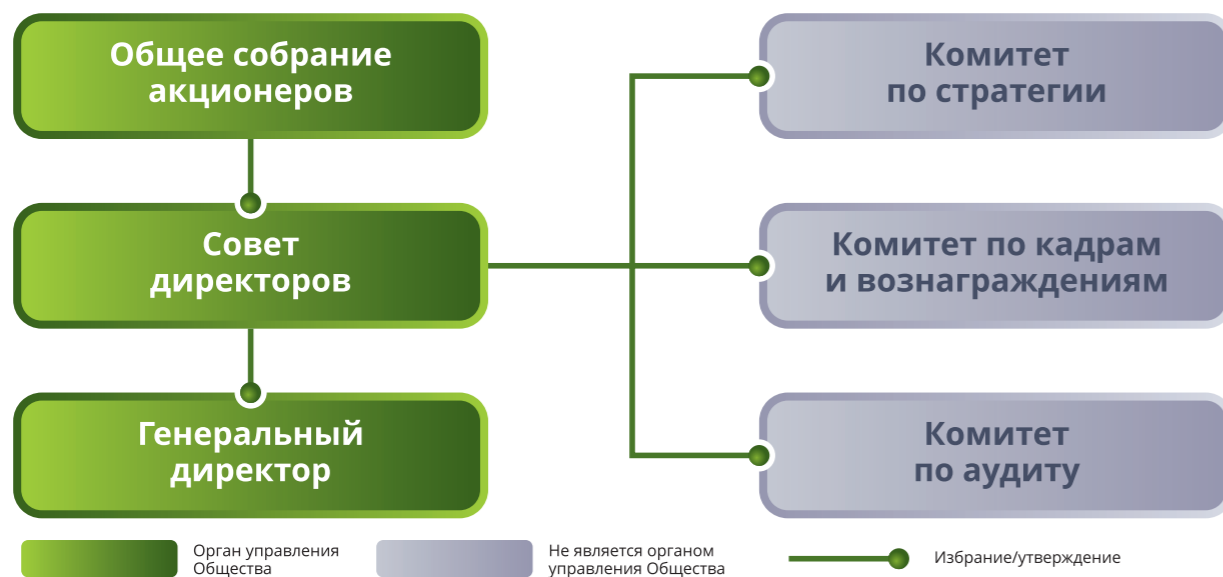 Общее собрание
акционеров
Комитет
по стратегии
Совет
директоров
Комитет по кадрам
и вознаграждениям
Генеральный
директор
Комитет
по аудиту
Орган управления
Общества
Не является органом
управления Общества
Избрание/утверждение